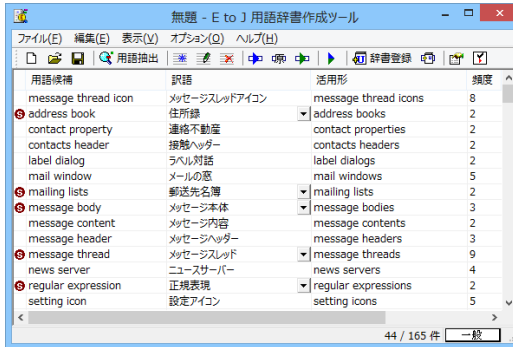 無題 - E to J 用語辞書作成ツール
ファイル(F) 編集(E) 表示(V) オプション(O) ヘルプ(H)
用語抽出 辞書登録
用語候補 訳語 活用形 頻度
message thread icon メッセージスレッドアイコン message thread icons 8
S address book 住所録 address books 2
contact property 連絡不動産 contact properties 2
contacts header 接触ヘッダー contacts headers 2
label dialog ラベル対話 label dialogs 2
mail window メールの窓 mail windows 5
S mailing lists 郵送先名簿 mailing lists 2
S message body メッセージ本体 message bodies 3
message content メッセージ内容 message contents 2
message header メッセージヘッダー message headers 3
S message thread メッセージスレッド message threads 9
news server ニュースサーバー news servers 4
S regular expression 正規表現 regular expressions 2
setting icon 設定アイコン setting icons 5
44 / 165 件 一般